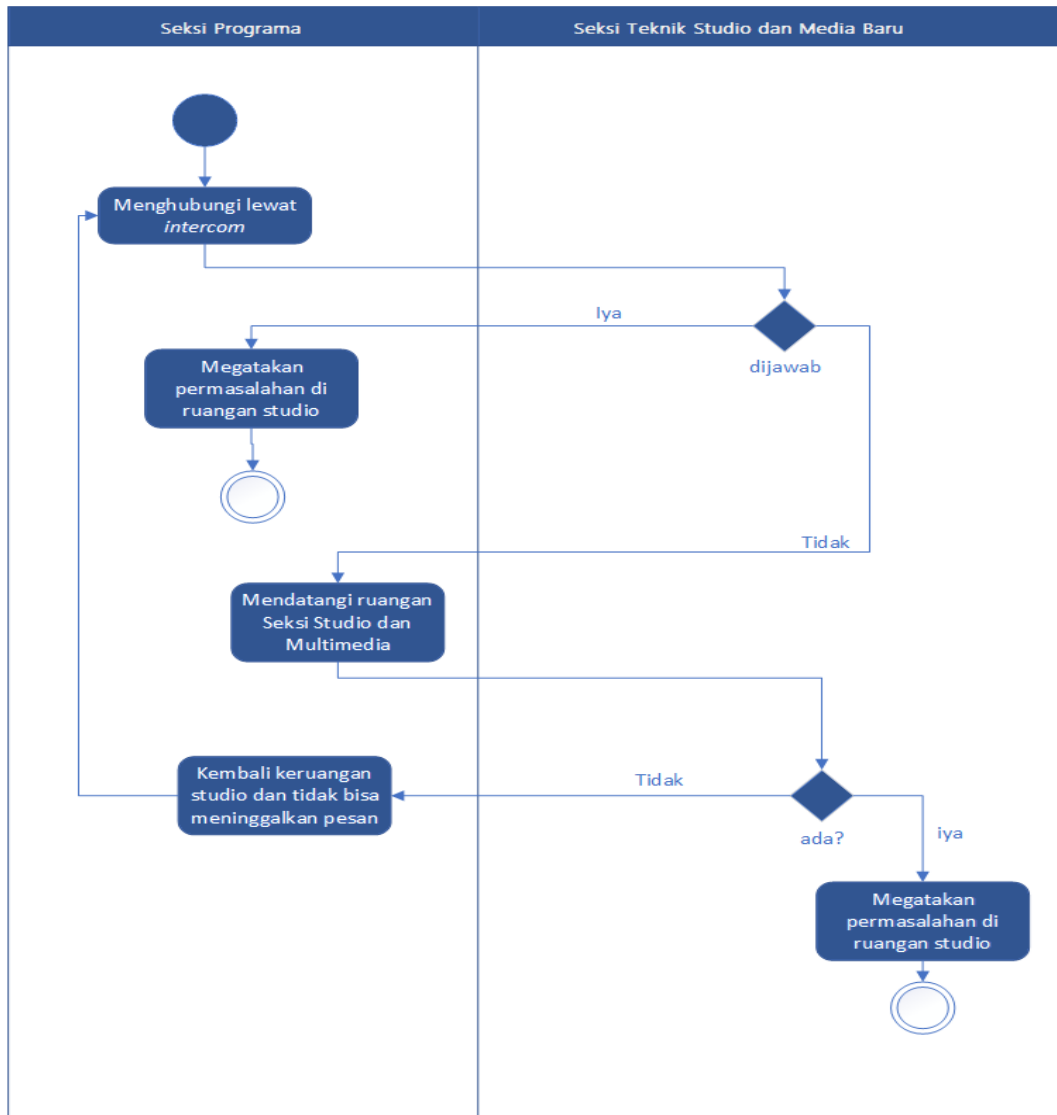 Seksi Programa
Seksi Teknik Studio dan Media Baru
Menghubungi lewat
intercom
Iya
dijawab
Megatakan
permasalahan di
ruangan studio
Tidak
Mendatangi ruangan
Seksi Studio dan
Multimedia
Kembali keruangan
studio dan tidak bisa
meninggalkan pesan
Tidak
ada?
iya
Megatakan
permasalahan di
ruangan studio